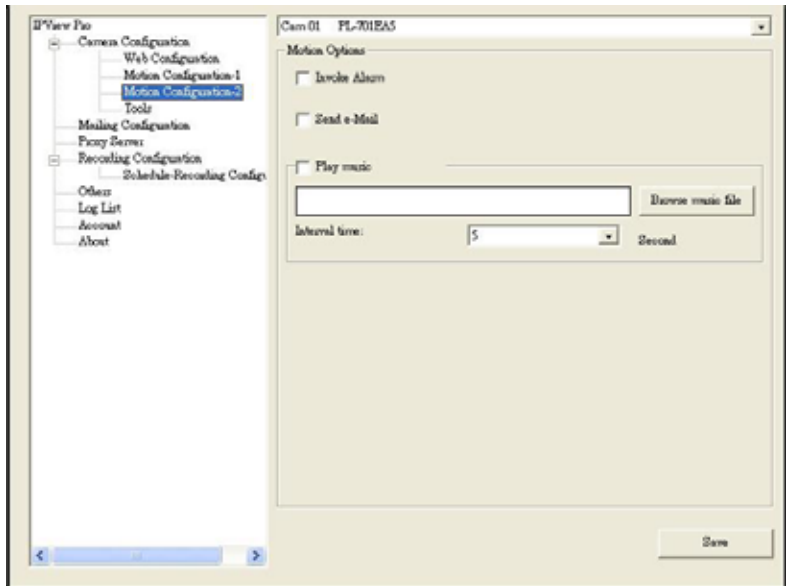 IPView Pro
Camera Configuration
Web Configuration
Motion Configuration-1
Motion Configuration-2
Tools
Mailing Configuration
Proxy Server
Recording Configuration
Schedule-Recording Configu
Others
Log List
Account
About
Cam 01 PL-701EA5
Motion Options
Invoke Alarm
Send e-Mail
Play music
Browse music file
Interval time: 5 Second
Save